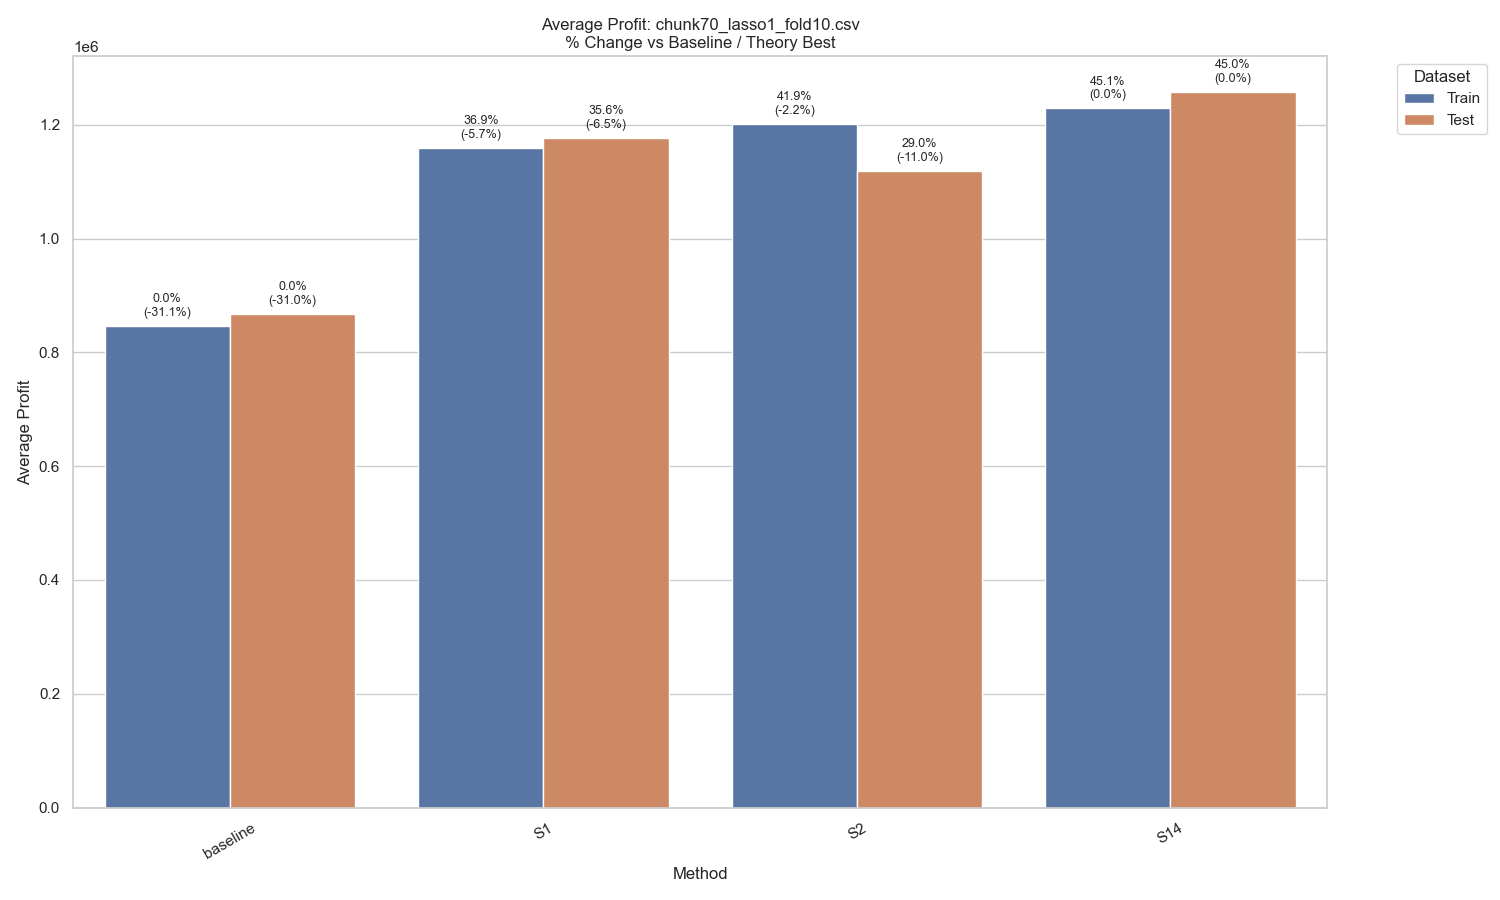 Average Profit: chunk70_lasso1_fold10.csv
% Change vs Baseline / Theory Best
1e6
Average Profit
1.2
1.0
0.8
0.6
0.4
0.2
0.0
0.0%
(-31.1%)
0.0%
(-31.0%)
36.9%
(-5.7%)
35.6%
(-6.5%)
41.9%
(-2.2%)
29.0%
(-11.0%)
45.1%
(0.0%)
45.0%
(0.0%)
baseline
S1
S2
S14
Method
Dataset
Train
Test